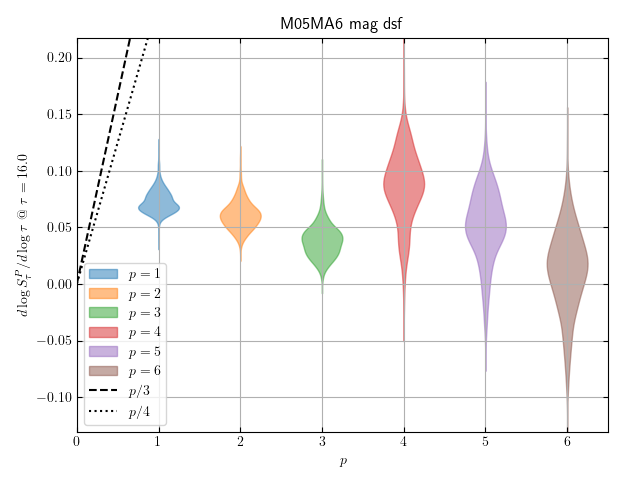 M05MA6 mag dsf
d log S_τ^P / d log τ @ τ = 16.0
0.20
0.15
0.10
0.05
0.00
−0.05
−0.10
p = 1
p = 2
p = 3
p = 4
p = 5
p = 6
p/3
p/4
0 1 2 3 4 5 6
p